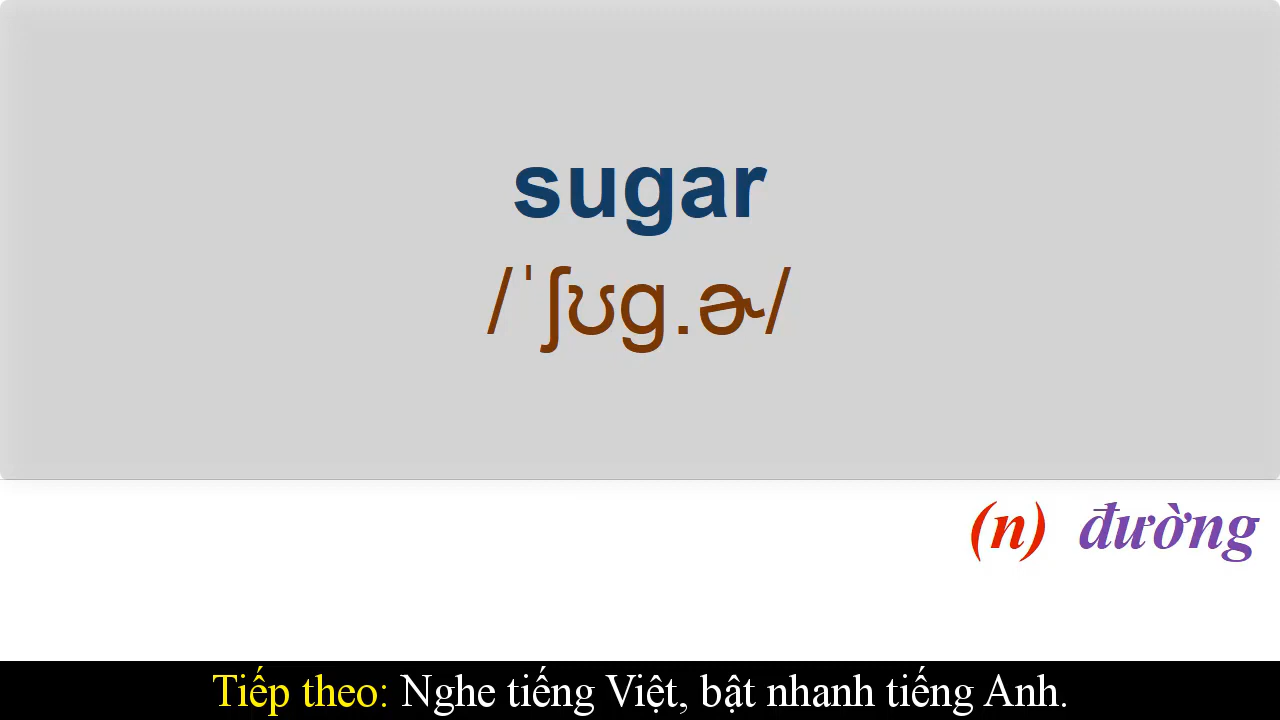 sugar
/ˈʃʊg.ɚ/
(n) đường
Tiếp theo: Nghe tiếng Việt, bật nhanh tiếng Anh.